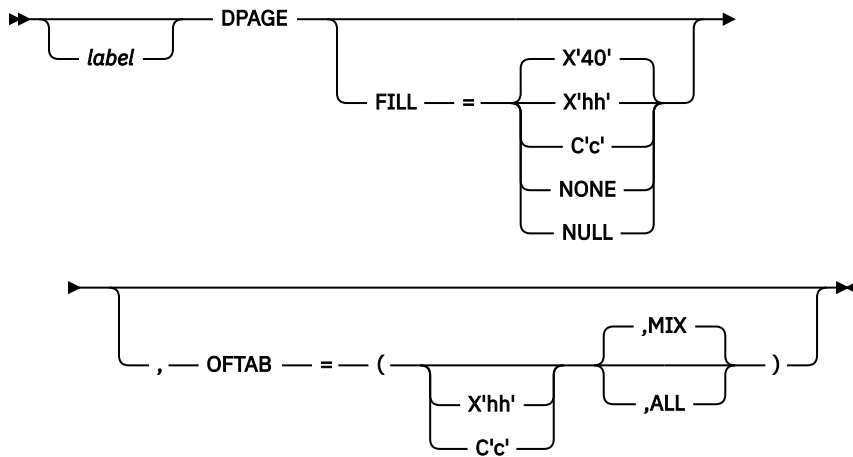 DPAGE
label
X'40'
FILL = X'hh'
C'c'
NONE
NULL
,MIX
, OFTAB = ( )
X'hh' ,ALL
C'c'